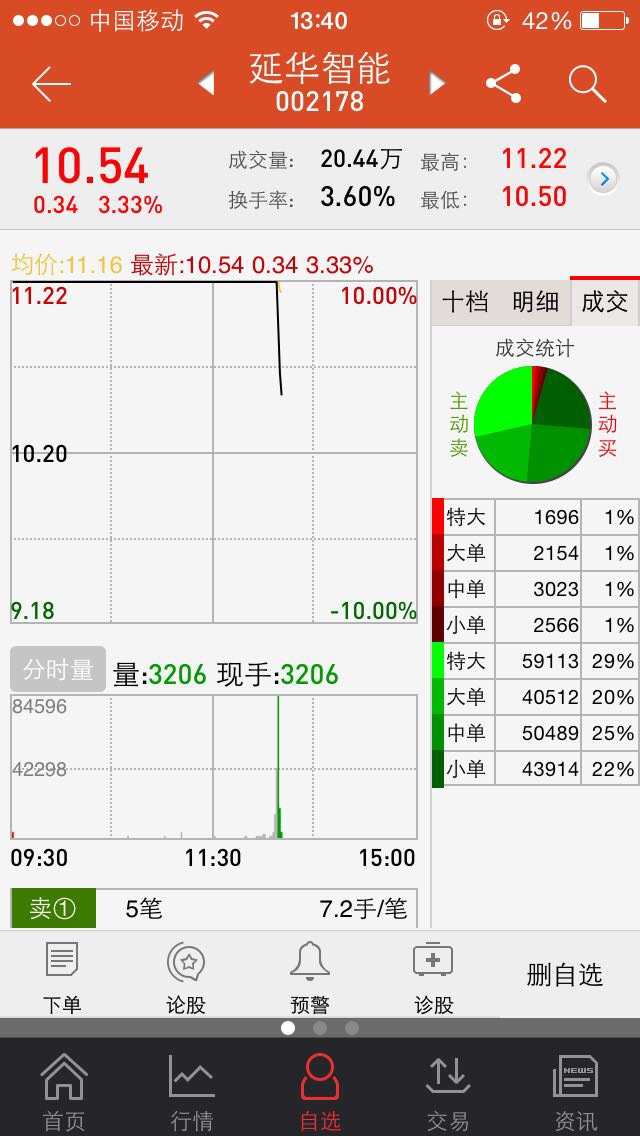 中国移动 13:40 42%
延华智能
002178
10.54
0.34 3.33%
成交量: 20.44万 最高: 11.22
换手率: 3.60% 最低: 10.50
均价:11.16 最新:10.54 0.34 3.33%
11.22 10.00%
10.20
9.18 -10.00%
十档 明细 成交
成交统计
主动卖
主动买
特大 1696 1%
大单 2154 1%
中单 3023 1%
小单 2566 1%
特大 59113 29%
大单 40512 20%
中单 50489 25%
小单 43914 22%
分时量 量:3206 现手:3206
84596
42298
09:30 11:30 15:00
卖① 5笔 7.2手/笔
下单 论股 预警 诊股 删自选
NEWS
首页 行情 自选 交易 资讯